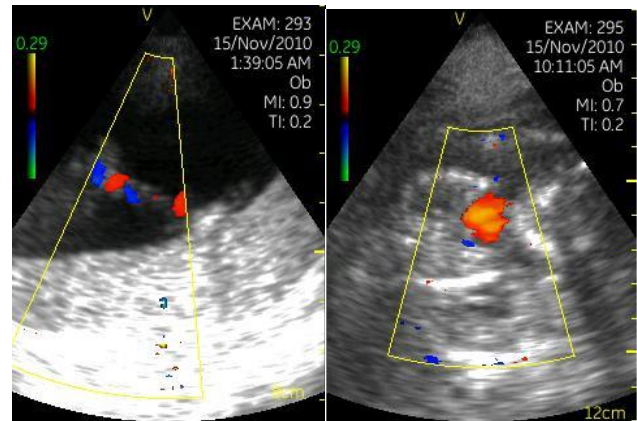 V
EXAM: 293
15/Nov/2010
1:39:05 AM
Ob
MI: 0.9
TI: 0.2
0.29
V
EXAM: 295
15/Nov/2010
10:11:05 AM
Ob
MI: 0.7
TI: 0.2
0.29
12cm